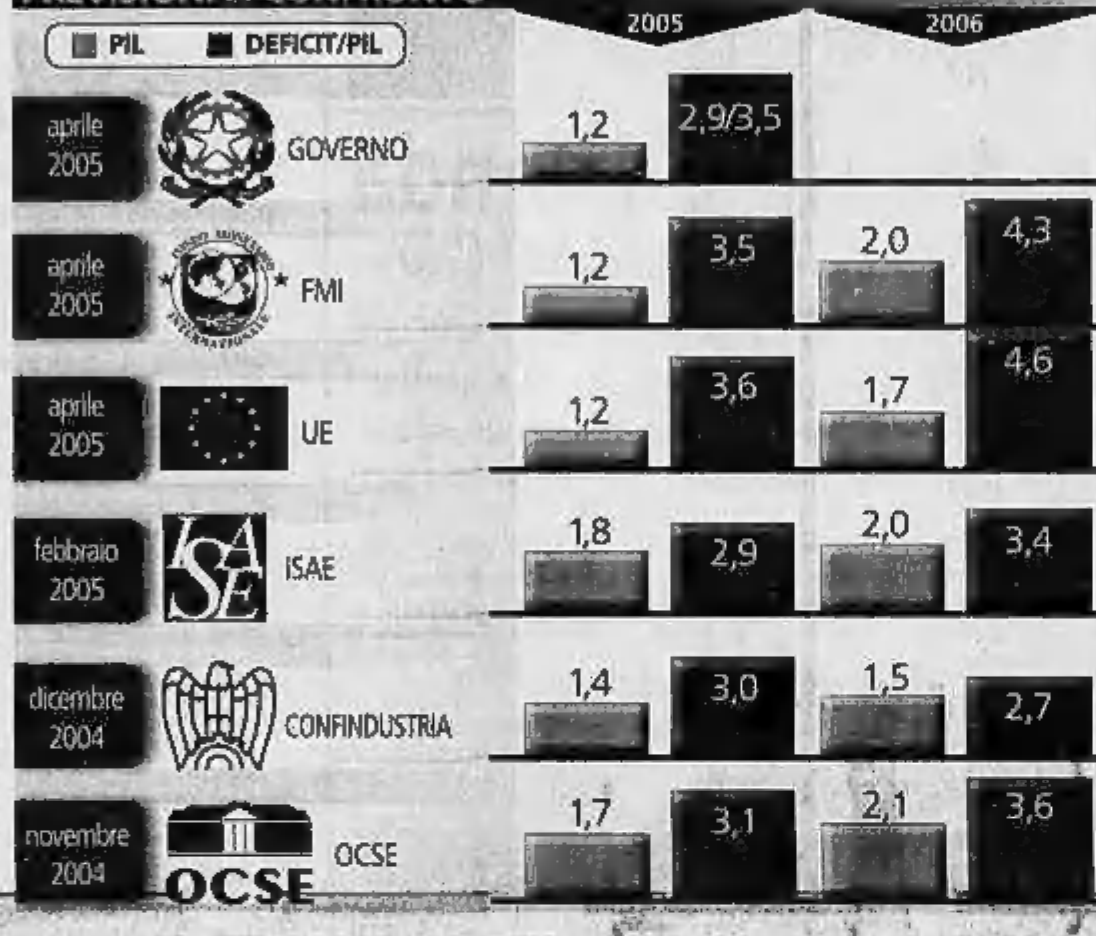 PREVISIONI A CONFRONTO
2005
2006
PIL
DEFICIT/PIL
aprile
2005
GOVERNO
1,2
2,9/3,5
aprile
2005
FMI
1,2
3,5
2,0
4,3
aprile
2005
UE
1,2
3,6
1,7
4,6
febbraio
2005
ISAE
ISAE
1,8
2,9
2,0
3,4
dicembre
2004
CONFINDUSTRIA
1,4
3,0
1,5
2,7
novembre
2004
OCSE
OCSE
1,7
3,1
2,1
3,6